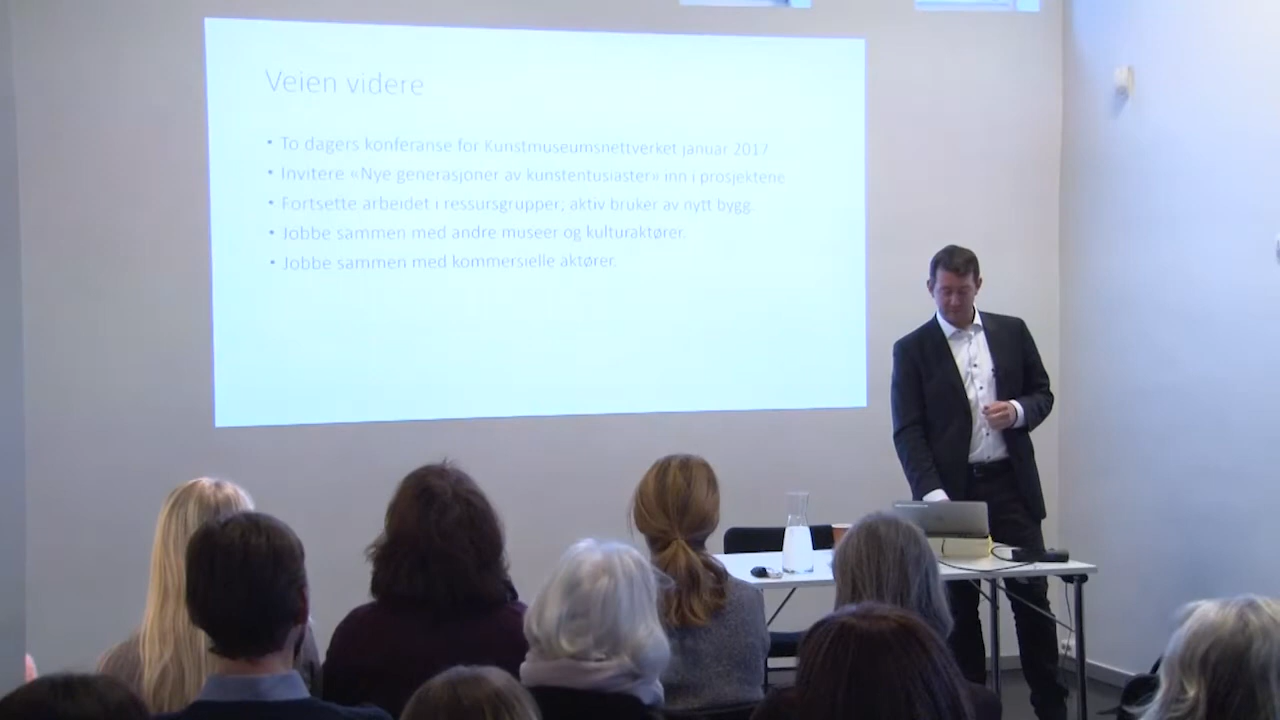 Veien videre
• To dagers konferanse for Kunstmuseumsnettverket januar 2017
• Invitere «Nye generasjoner av kunstentusiaster» inn i prosjektene
• Fortsette arbeidet i ressursgrupper; aktiv bruker av nytt bygg.
• Jobbe sammen med andre museer og kulturaktører.
• Jobbe sammen med kommersielle aktører.